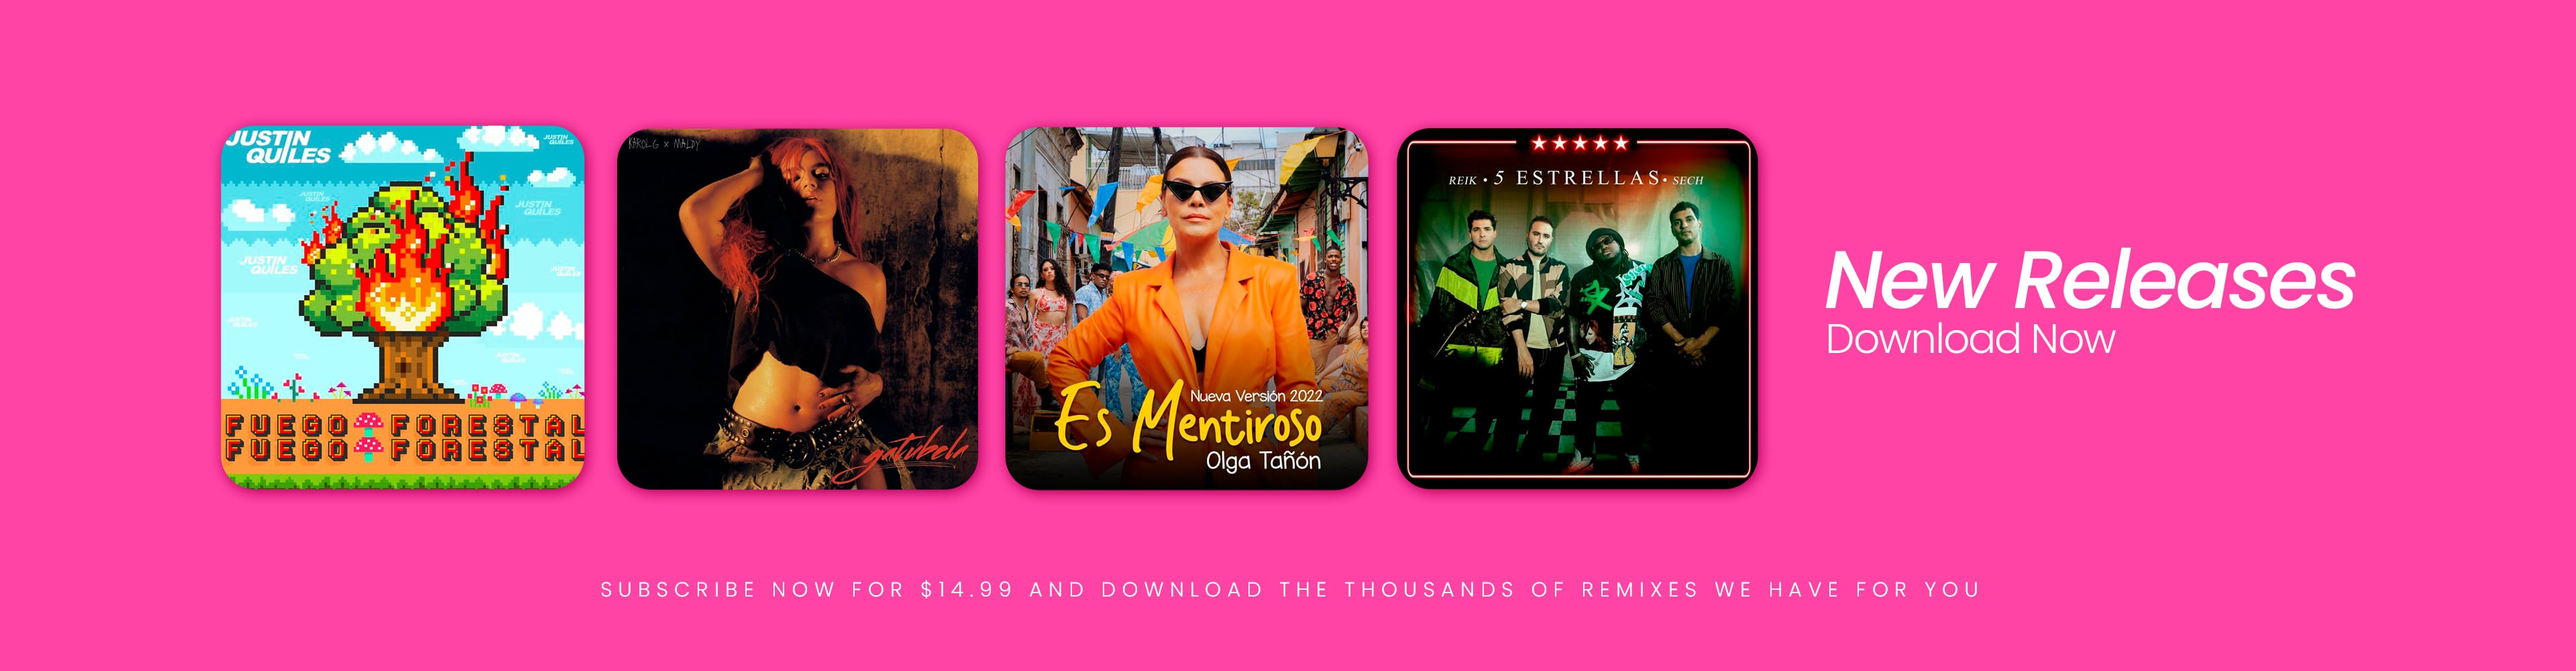 JUSTIN
QUILES
JUSTIN
QUILES
JUSTIN
QUILES
JUSTIN
QUILES
JUSTIN
QUILES
FUEGO FORESTAL
FUEGO FORESTAL
KAROL G x MALDY
gatubela
Nueva Versión 2022
Es Mentiroso
Olga Tañón
REIK • 5 ESTRELLAS • SECH
New Releases
Download Now
SUBSCRIBE NOW FOR $14.99 AND DOWNLOAD THE THOUSANDS OF REMIXES WE HAVE FOR YOU